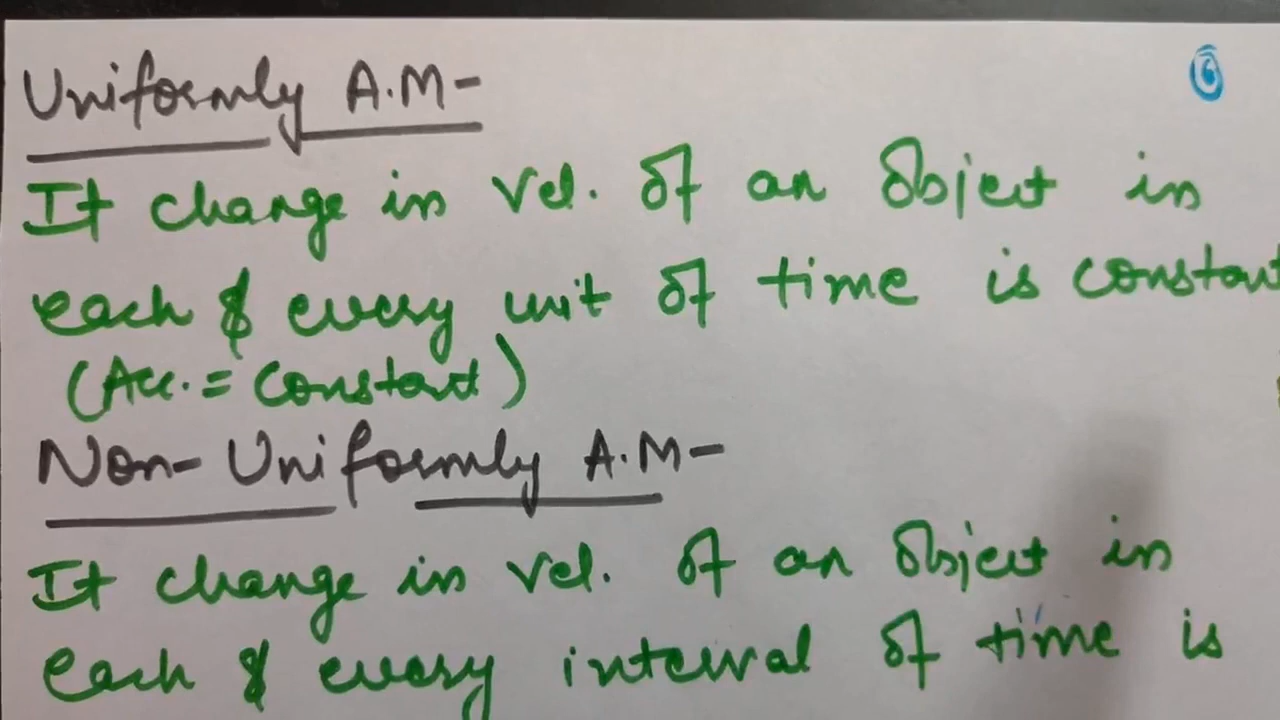 Uniformly A.M-
6
It change in Vel. of an object in
each & every unit of time is constant
(Acc. = Constant)
Non- Uniformly A.M-
It change in Vel. of an object in
each & every interval of time is